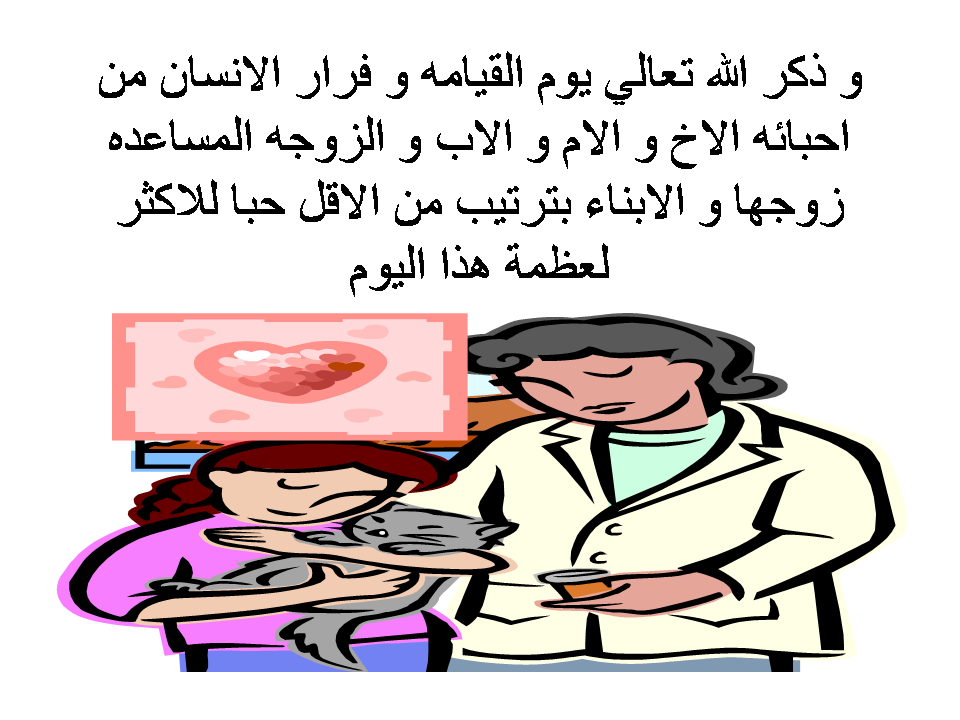 و ذكر الله تعالي يوم القيامه و فرار الانسان من
احبائه الاخ و الام و الاب و الزوجه المساعده
زوجها و الابناء بترتيب من الاقل حبا للاكثر
لعظمة هذا اليوم